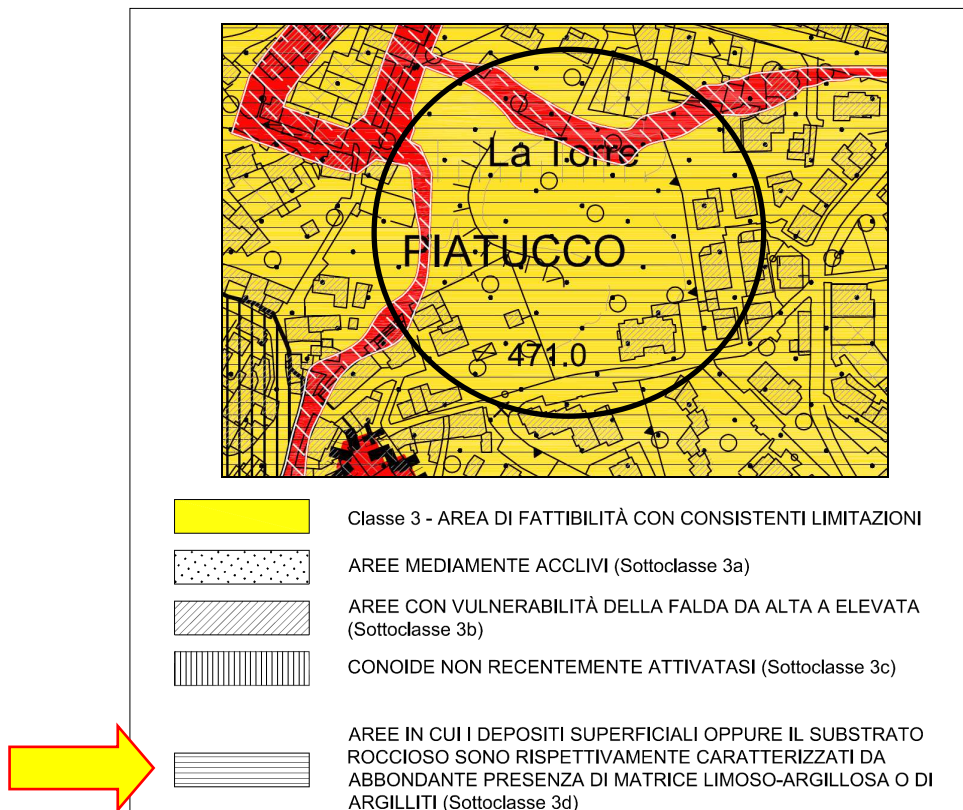 La Torre
PIATUCCO
471.0
Classe 3 - AREA DI FATTIBILITÀ CON CONSISTENTI LIMITAZIONI
AREE MEDIAMENTE ACCLIVI (Sottoclasse 3a)
AREE CON VULNERABILITÀ DELLA FALDA DA ALTA A ELEVATA
(Sottoclasse 3b)
CONOIDE NON RECENTEMENTE ATTIVATASI (Sottoclasse 3c)
AREE IN CUI I DEPOSITI SUPERFICIALI OPPURE IL SUBSTRATO
ROCCIOSO SONO RISPETTIVAMENTE CARATTERIZZATI DA
ABBONDANTE PRESENZA DI MATRICE LIMOSO-ARGILLOSA O DI
ARGILLITI (Sottoclasse 3d)